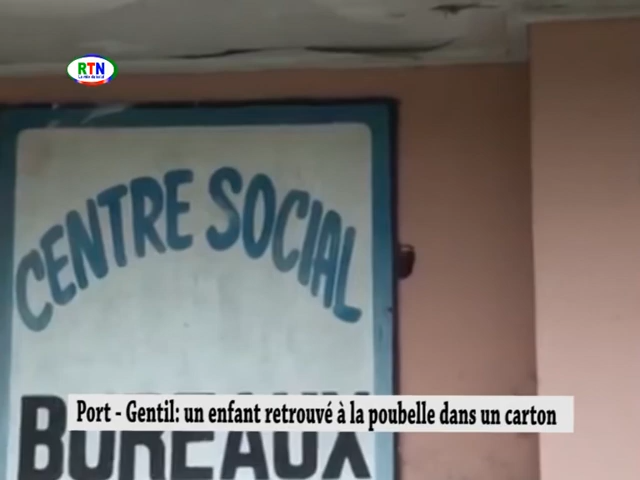 RTN
CENTRE SOCIAL
Port - Gentil: un enfant retrouvé à la poubelle dans un carton
BUREAUX